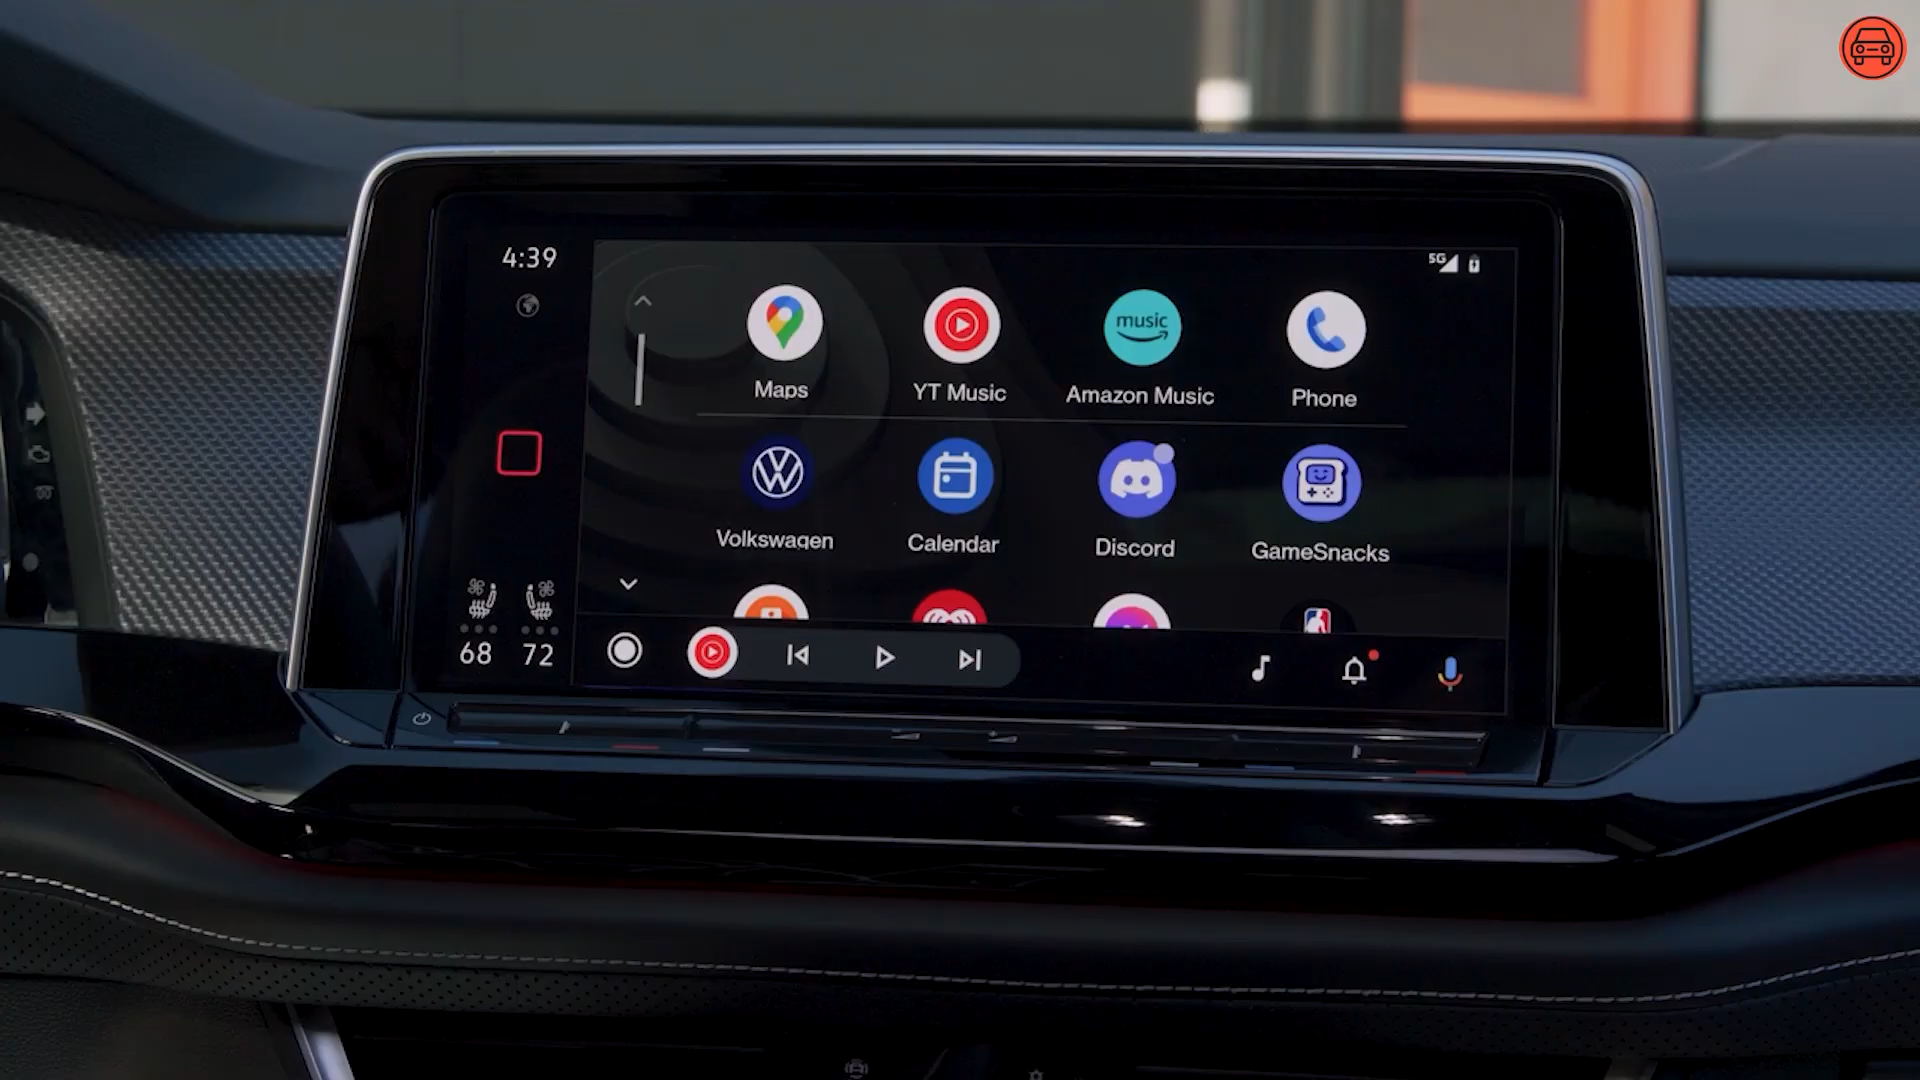 4:39
5G
music
Maps
YT Music
Amazon Music
Phone
Volkswagen
Calendar
Discord
GameSnacks
68
72